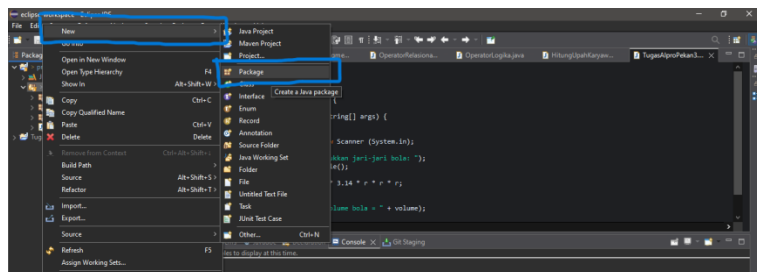 eclipse-workspace - Eclipse IDE
File Edi
New
Java Project
Maven Project
Project...
Package
Class
Interface
Enum
Record
Annotation
Source Folder
Java Working Set
Folder
File
Untitled Text File
Task
JUnit Test Case
Other... Ctrl+N
Create a Java package
Go Into
Open in New Window
Open Type Hierarchy F4
Show In Alt+Shift+W
Copy Ctrl+C
Copy Qualified Name
Paste Ctrl+V
Delete Delete
Remove from Context Ctrl+Alt+Shift+
Build Path
Source Alt+Shift+S
Refactor Alt+Shift+T
Import...
Export...
Source
Refresh F5
Assign Working Sets...
Packag
Tug
OperatorRelasiona...
OperatorLogika.java
HitungUpahKaryaw...
TugasAlproPekan3....
{
tring[] args) {
Scanner (System.in);
kkan jari-jari bola: ");
e();
* 3.14 * r * r * r;
olume bola = " + volume);
Console
Git Staging
les to display at this time.